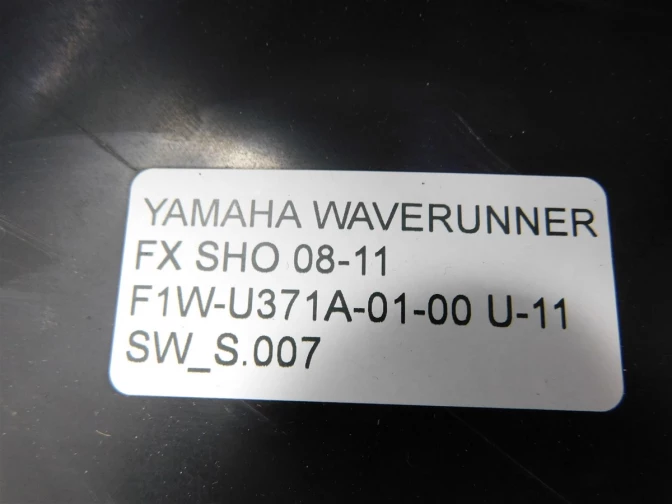 YAMAHA WAVERUNNER
FX SHO 08-11
F1W-U371A-01-00 U-11
SW_S.007